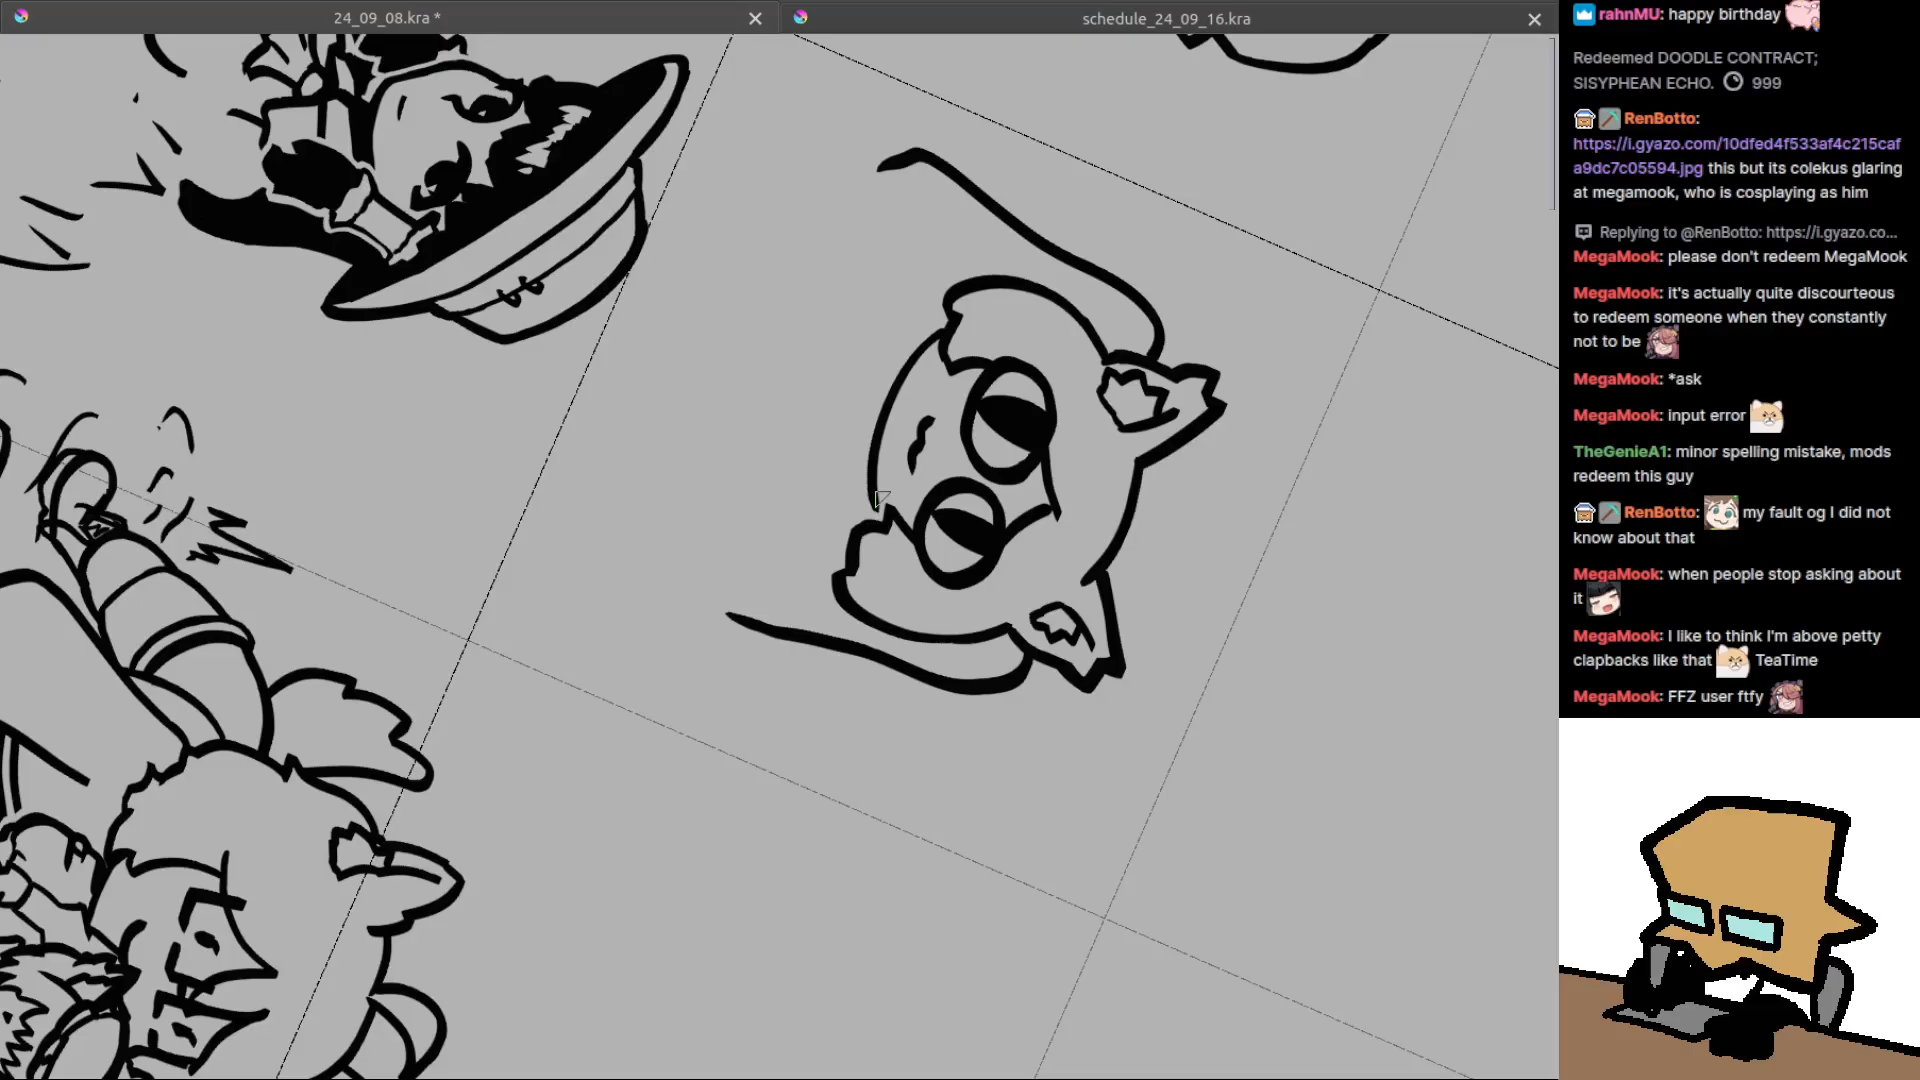 24_09_08.kra *
schedule_24_09_16.kra
rahnMU: happy birthday
Redeemed DOODLE CONTRACT;
SISYPHEAN ECHO. 999
RenBotto:
https://i.gyazo.com/10dfed4f533af4c215caf
a9dc7c05594.jpg this but its colekus glaring
at megamook, who is cosplaying as him
Replying to @RenBotto: https://i.gyazo.co...
MegaMook: please don't redeem MegaMook
MegaMook: it's actually quite discourteous
to redeem someone when they constantly
not to be
MegaMook: *ask
MegaMook: input error
TheGenieA1: minor spelling mistake, mods
redeem this guy
RenBotto: my fault og I did not
know about that
MegaMook: when people stop asking about
it
MegaMook: I like to think I'm above petty
clapbacks like that TeaTime
MegaMook: FFZ user ftfy